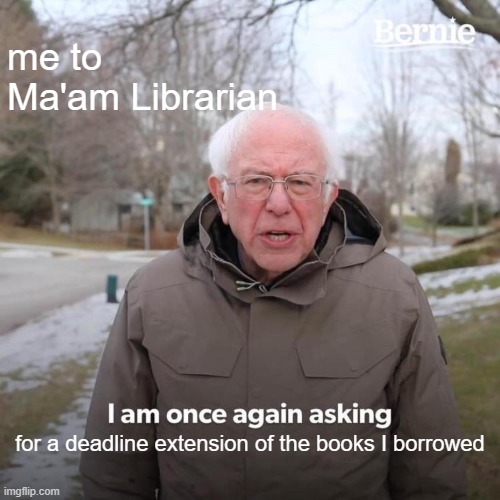 Bernie
me to
Ma'am Librarian
I am once again asking
for a deadline extension of the books I borrowed
imgflip.com